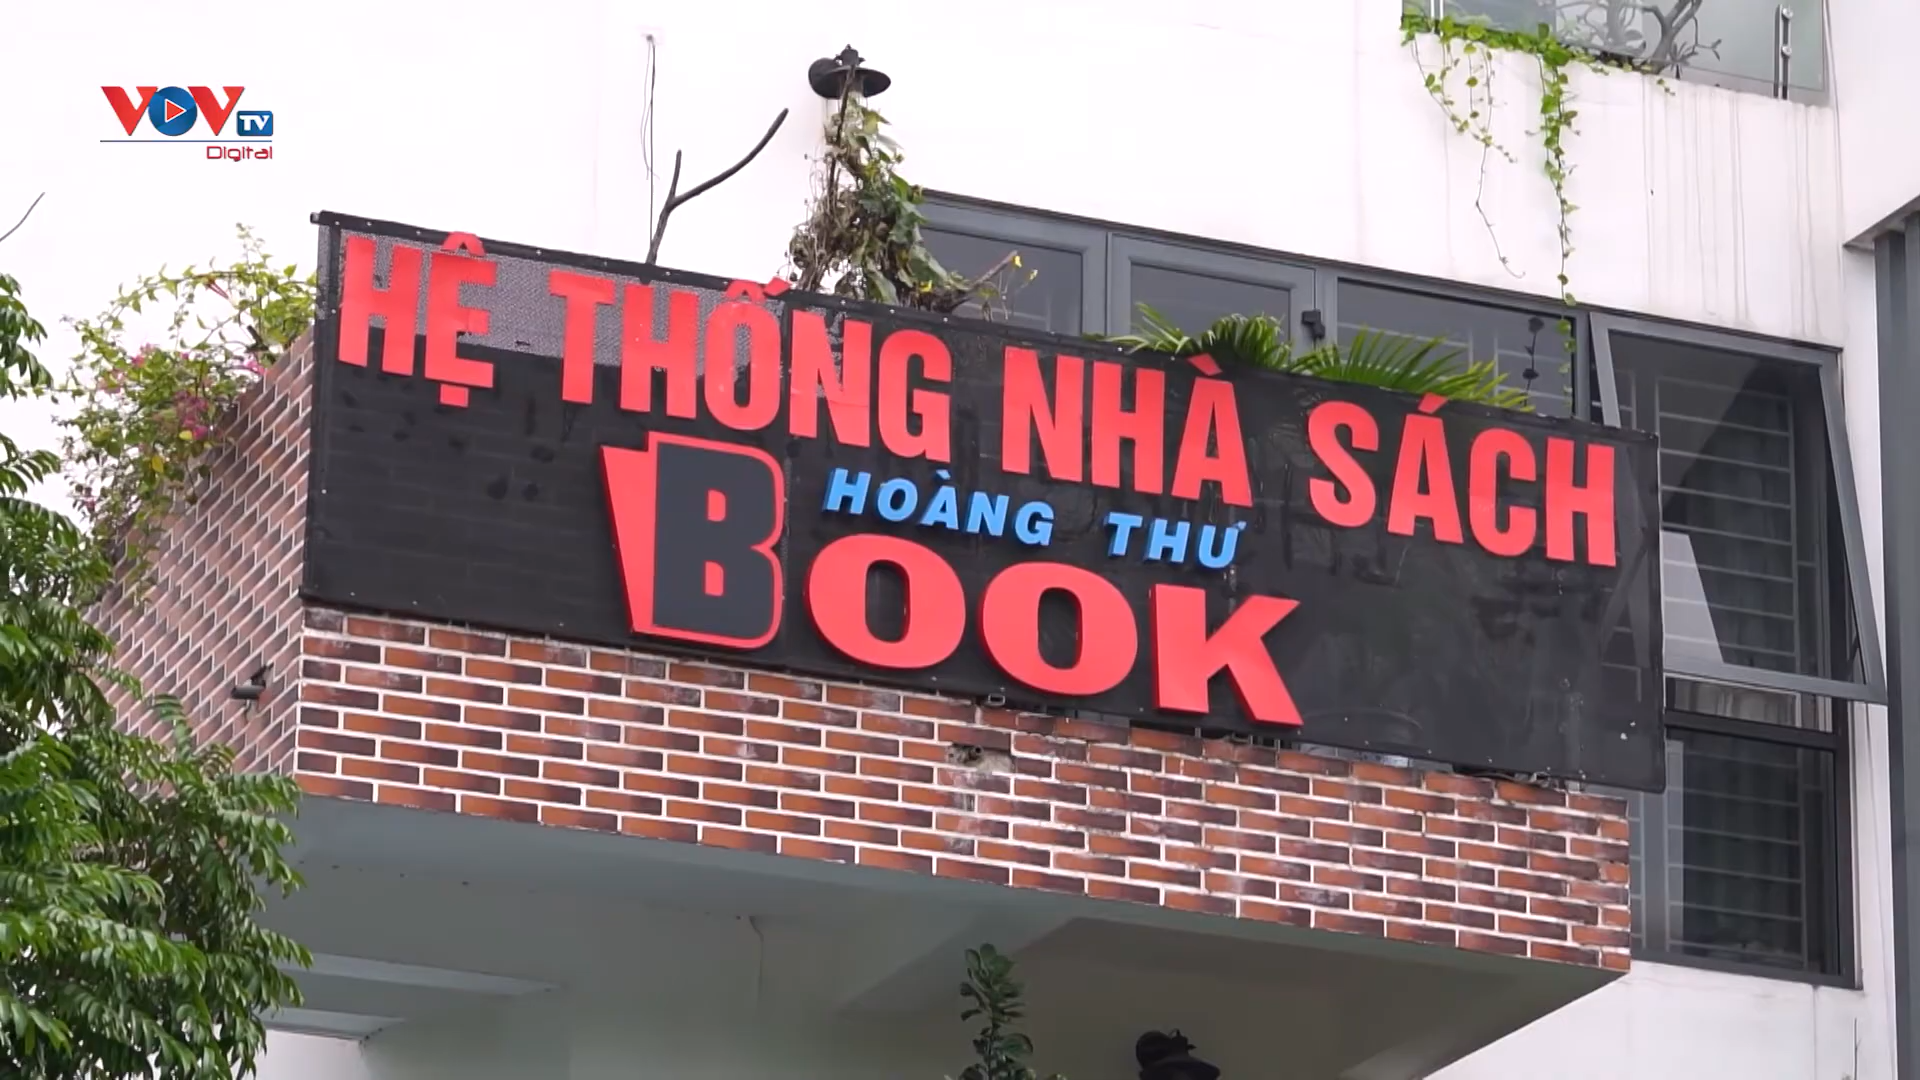 VOV TV
Digital
HỆ THỐNG NHÀ SÁCH
HOÀNG THƯ
BOOK